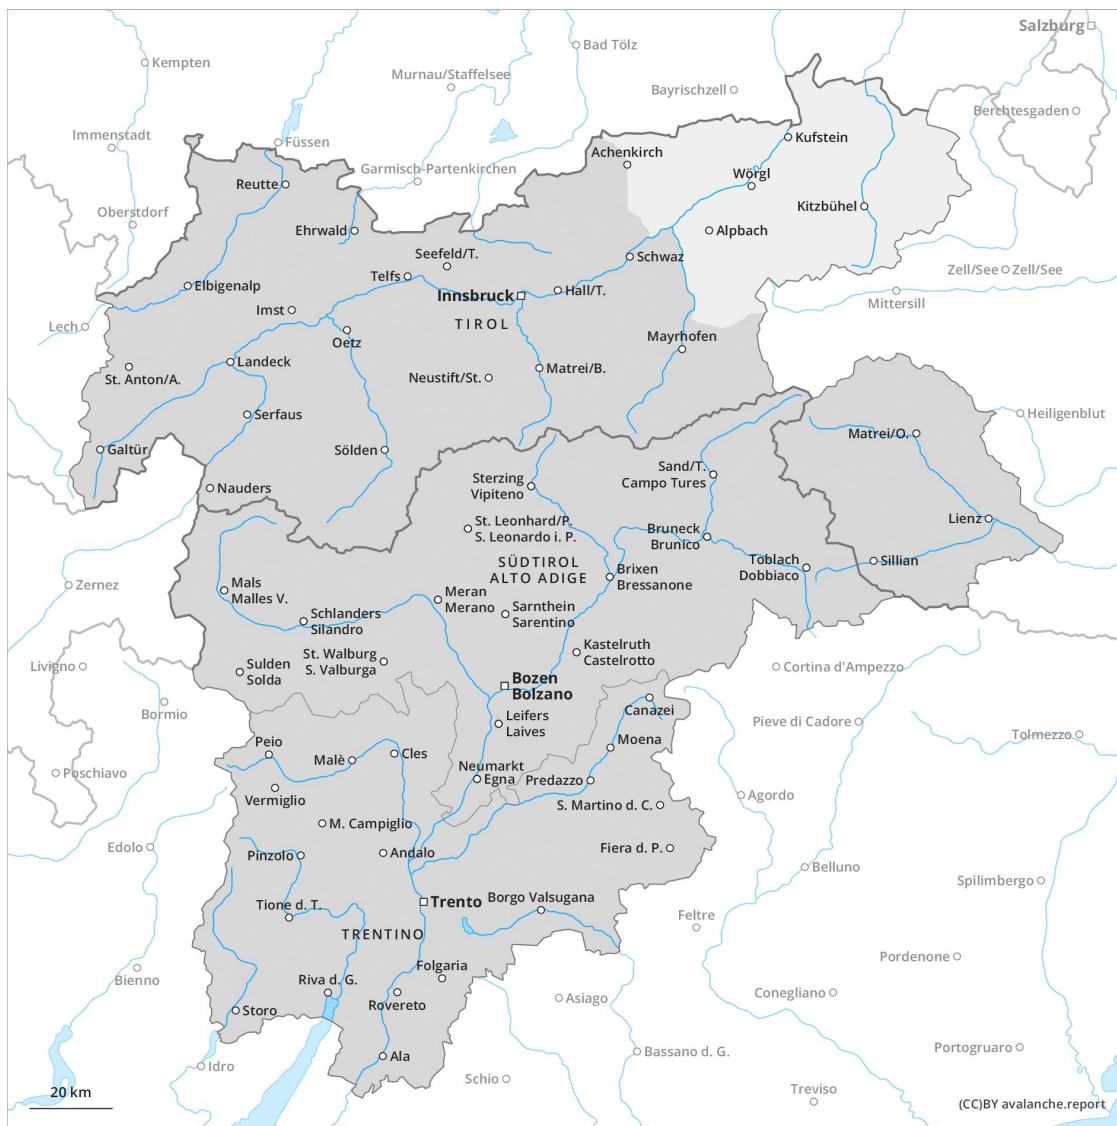 Salzburg
Bad Tölz
Kempten
Murnau/Staffelsee
Bayrischzell
Berchtesgaden
Immenstadt
Füssen
Kufstein
Achenkirch
Garmisch-Partenkirchen
Wörgl
Reutte
Oberstdorf
Kitzbühel
Ehrwald
Alpbach
Seefeld/T.
Schwaz
Zell/See
Zell/See
Telfs
Elbigenalp
Hall/T.
Innsbruck
Mittersill
Imst
TIROL
Lech
Oetz
Mayrhofen
Landeck
Matrei/B.
St. Anton/A.
Neustift/St.
Serfaus
Heiligenblut
Matrei/O.
Galtür
Sölden
Sand/T.
Campo Tures
Sterzing
Vipiteno
Nauders
Lienz
St. Leonhard/P.
S. Leonardo i. P.
Bruneck
Brunico
SÜDTIROL
ALTO ADIGE
Toblach
Dobbiaco
Sillian
Brixen
Bressanone
Zernez
Mals
Malles V.
Meran
Merano
Sarnthein
Sarentino
Schlanders
Silandro
Kastelruth
Castelrotto
St. Walburg
S. Valburga
Livigno
Sulden
Solda
Cortina d'Ampezzo
Bozen
Bolzano
Canazei
Bormio
Leifers
Laives
Pieve di Cadore
Tolmezzo
Peio
Moena
Cles
Malè
Neumarkt
Egna
Poschiavo
Predazzo
Vermiglio
Agordo
S. Martino d. C.
M. Campiglio
Edolo
Fiera d. P.
Andalo
Pinzolo
Belluno
Spilimbergo
Borgo Valsugana
Trento
Tione d. T.
Feltre
TRENTINO
Pordenone
Folgaria
Bienno
Riva d. G.
Conegliano
Asiago
Rovereto
Storo
Portogruaro
Bassano d. G.
Ala
Idro
Schio
Treviso
20 km
(CC)BY avalanche.report